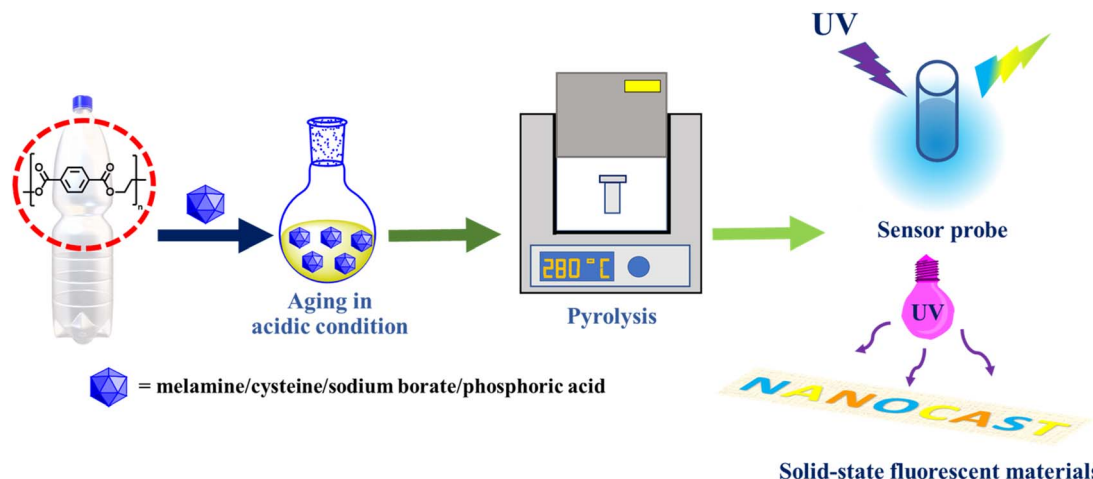 UV
O
O
O
O
n
Sensor probe
280°C
Aging in
acidic condition
Pyrolysis
UV
= melamine/cysteine/sodium borate/phosphoric acid
NANOCAST
Solid-state fluorescent materials